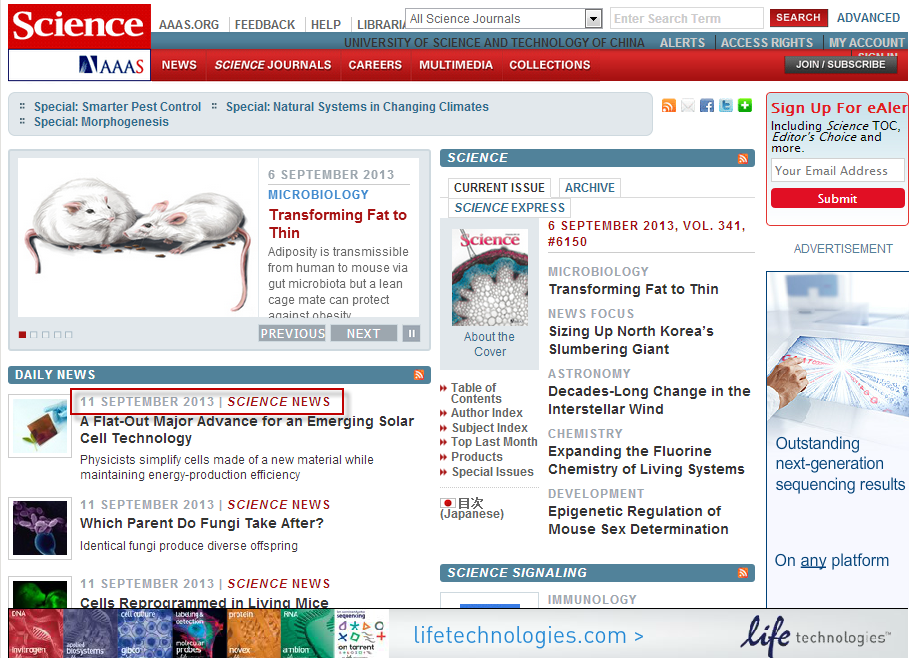 Science
AAAS
AAAS.ORG
FEEDBACK
HELP
LIBRARIA
All Science Journals
Enter Search Term
SEARCH
ADVANCED
UNIVERSITY OF SCIENCE AND TECHNOLOGY OF CHINA
ALERTS
ACCESS RIGHTS
MY ACCOUNT
SIGN IN
NEWS
SCIENCE JOURNALS
CAREERS
MULTIMEDIA
COLLECTIONS
JOIN / SUBSCRIBE
Special: Smarter Pest Control
Special: Natural Systems in Changing Climates
Special: Morphogenesis
6 SEPTEMBER 2013
MICROBIOLOGY
Transforming Fat to
Thin
Adiposity is transmissible
from human to mouse via
gut microbiota but a lean
cage mate can protect
against obesity
PREVIOUS
NEXT
DAILY NEWS
11 SEPTEMBER 2013 | SCIENCE NEWS
A Flat-Out Major Advance for an Emerging Solar
Cell Technology
Physicists simplify cells made of a new material while
maintaining energy-production efficiency
11 SEPTEMBER 2013 | SCIENCE NEWS
Which Parent Do Fungi Take After?
Identical fungi produce diverse offspring
11 SEPTEMBER 2013 | SCIENCE NEWS
Cells Reprogrammed in Living Mice
SCIENCE
CURRENT ISSUE
ARCHIVE
SCIENCE EXPRESS
Science
About the
Cover
Table of
Contents
Author Index
Subject Index
Top Last Month
Products
Special Issues
目次
(Japanese)
6 SEPTEMBER 2013, VOL. 341,
#6150
MICROBIOLOGY
Transforming Fat to Thin
NEWS FOCUS
Sizing Up North Korea's
Slumbering Giant
ASTRONOMY
Decades-Long Change in the
Interstellar Wind
CHEMISTRY
Expanding the Fluorine
Chemistry of Living Systems
DEVELOPMENT
Epigenetic Regulation of
Mouse Sex Determination
SCIENCE SIGNALING
IMMUNOLOGY
Sign Up For eAler
Including Science TOC,
Editor's Choice and
more.
Your Email Address
Submit
ADVERTISEMENT
Outstanding
next-generation
sequencing results
On any platform
DNA
invitrogen
applied
biosystems
cell culture
gibco
labeling &
detection
molecular
probes
protein
novex
RNA
ambion
sequencing
ion torrent
lifetechnologies.com >
life technologies™